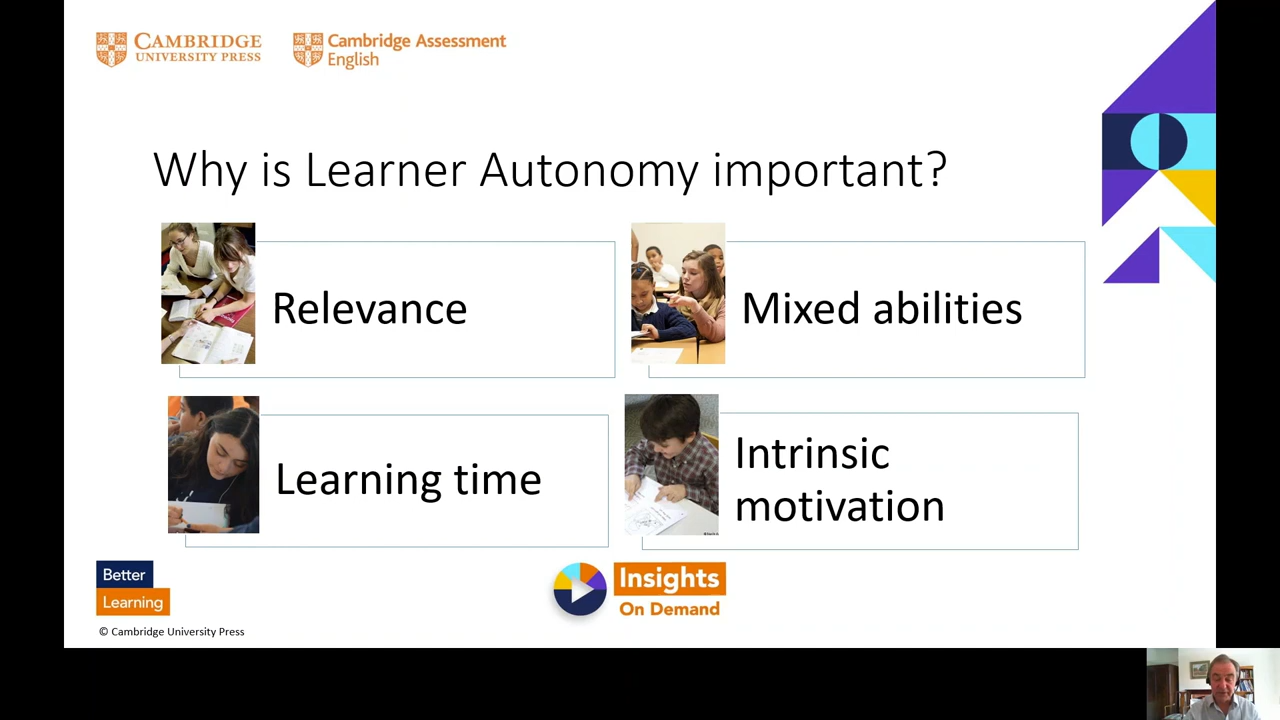 CAMBRIDGE
UNIVERSITY PRESS
Cambridge Assessment
English
Why is Learner Autonomy important?
Relevance
Mixed abilities
Learning time
Intrinsic
motivation
Better
Learning
Insights
On Demand
© Cambridge University Press